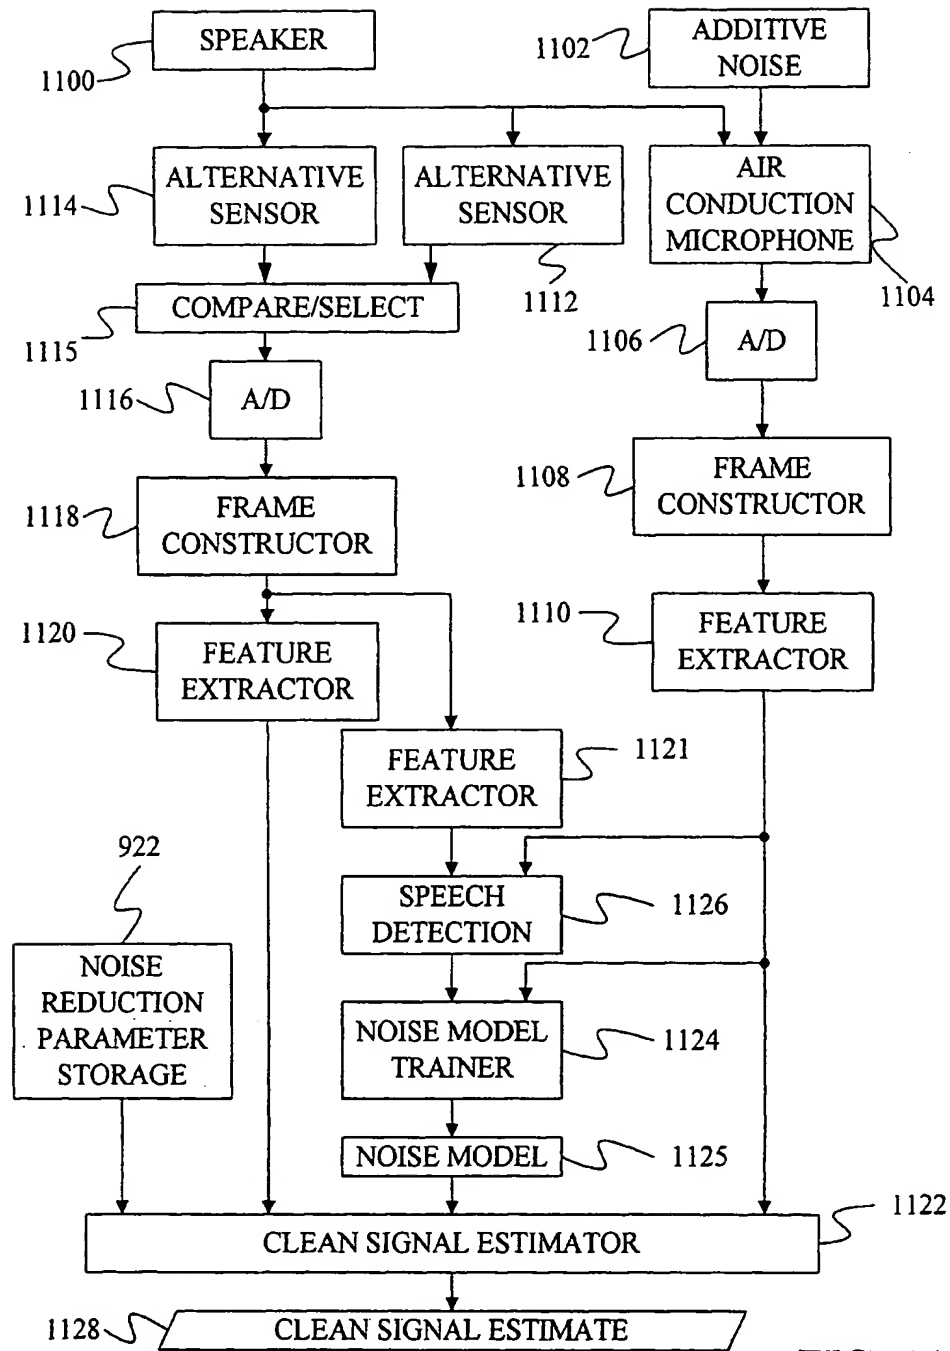 SPEAKER
1100
1102
ADDITIVE
NOISE
1114
ALTERNATIVE
SENSOR
ALTERNATIVE
SENSOR
1112
AIR
CONDUCTION
MICROPHONE
1104
COMPARE/SELECT
1115
1106
A/D
1116
A/D
1108
FRAME
CONSTRUCTOR
1118
FRAME
CONSTRUCTOR
1110
FEATURE
EXTRACTOR
1120
FEATURE
EXTRACTOR
FEATURE
EXTRACTOR
1121
922
SPEECH
DETECTION
1126
NOISE
REDUCTION
PARAMETER
STORAGE
NOISE MODEL
TRAINER
1124
NOISE MODEL
1125
1122
CLEAN SIGNAL ESTIMATOR
1128
CLEAN SIGNAL ESTIMATE